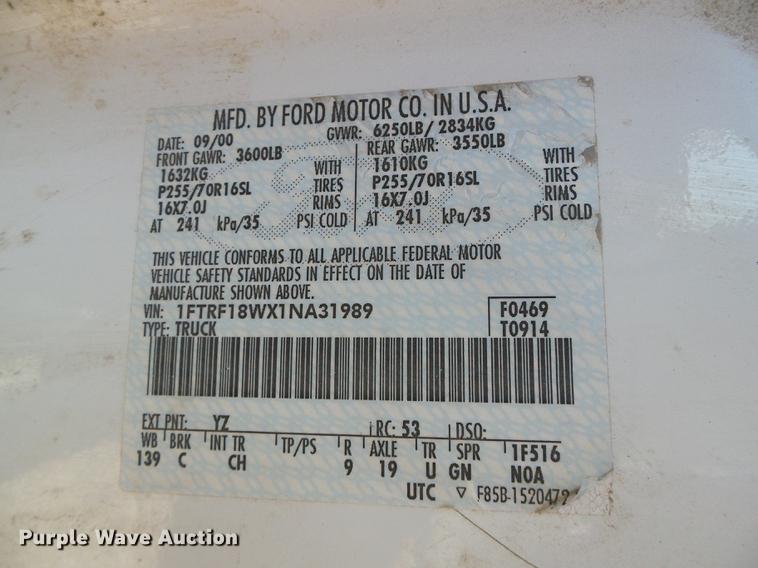 MFD. BY FORD MOTOR CO. IN U.S.A.
DATE: 09/00 GVWR: 6250LB/ 2834KG
FRONT GAWR: 3600LB REAR GAWR: 3550LB
1632KG WITH 1610KG WITH
P255/70R16SL TIRES P255/70R16SL TIRES
16X7.0J RIMS 16X7.0J RIMS
AT 241 kPa/35 PSI COLD AT 241 kPa/35 PSI COLD
THIS VEHICLE CONFORMS TO ALL APPLICABLE FEDERAL MOTOR
VEHICLE SAFETY STANDARDS IN EFFECT ON THE DATE OF
MANUFACTURE SHOWN ABOVE.
VIN: 1FTRF18WX1NA31989 F0469
TYPE: TRUCK T0914
EXT PNT: YZ RC: 53 DSO:
WB BRK INT TR TP/PS R AXLE TR SPR 1F516
139 C CH 9 19 U GN N0A
UTC ▽ F85B-1520472
Purple Wave Auction